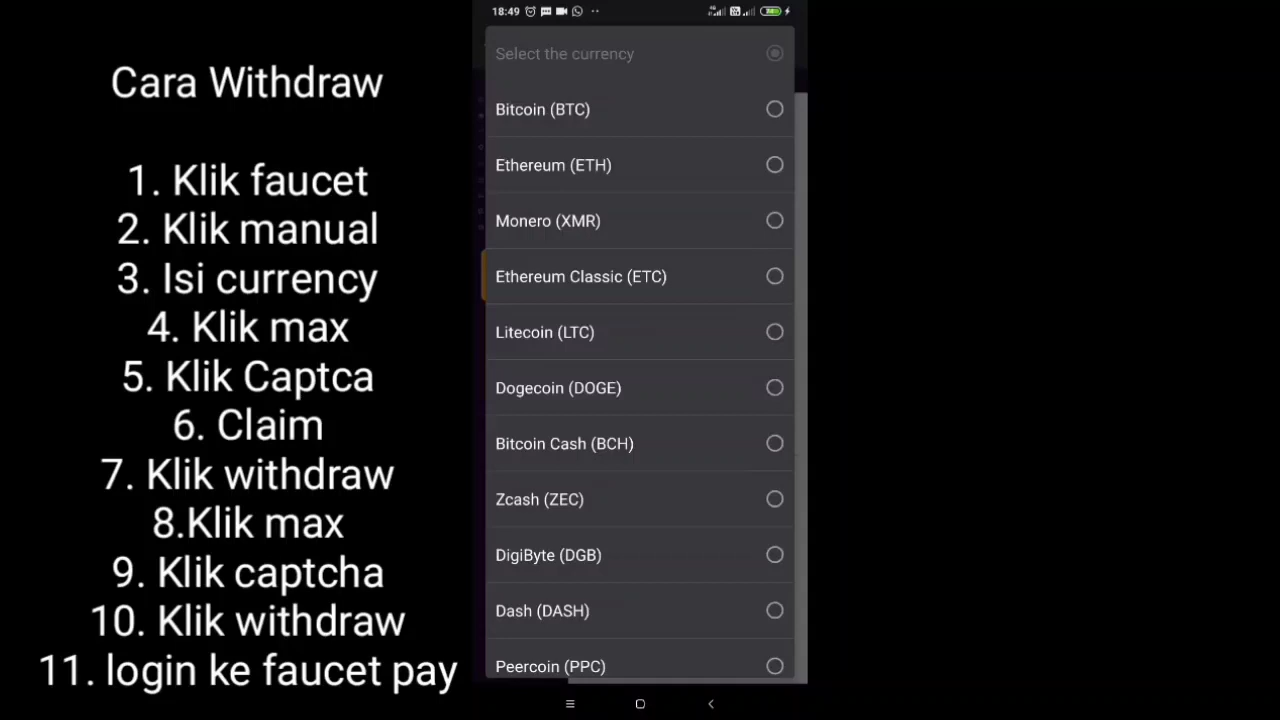 Cara Withdraw
1. Klik faucet
2. Klik manual
3. Isi currency
4. Klik max
5. Klik Captca
6. Claim
7. Klik withdraw
8.Klik max
9. Klik captcha
10. Klik withdraw
11. login ke faucet pay
18:49
Select the currency
Bitcoin (BTC)
Ethereum (ETH)
Monero (XMR)
Ethereum Classic (ETC)
Litecoin (LTC)
Dogecoin (DOGE)
Bitcoin Cash (BCH)
Zcash (ZEC)
DigiByte (DGB)
Dash (DASH)
Peercoin (PPC)